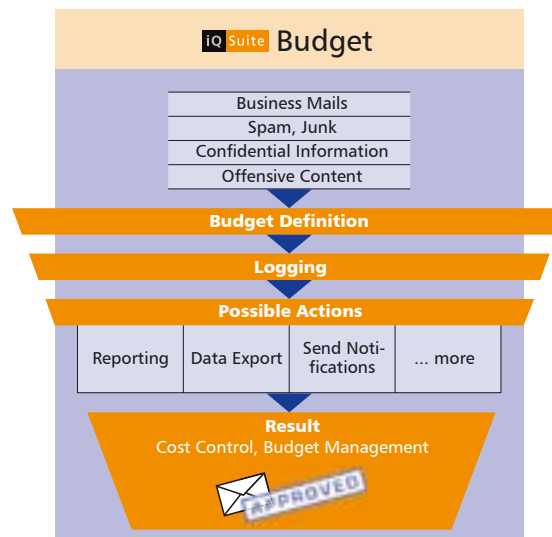 iQ Suite Budget
Business Mails
Spam, Junk
Confidential Information
Offensive Content
Budget Definition
Logging
Possible Actions
Reporting
Data Export
Send Noti-
fications
... more
Result
Cost Control, Budget Management
APPROVED